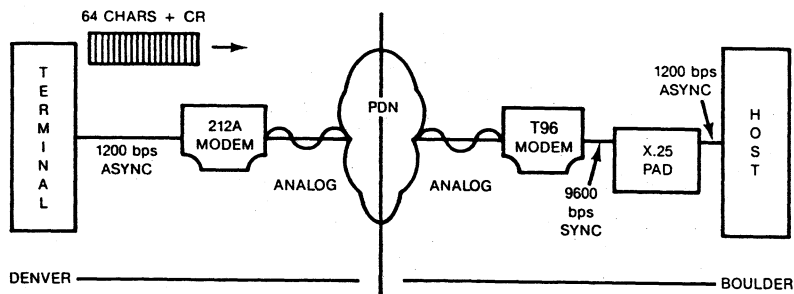 64 CHARS + CR
TERMINAL
1200 bps
ASYNC
212A
MODEM
ANALOG
PDN
ANALOG
T96
MODEM
9600
bps
SYNC
X.25
PAD
1200 bps
ASYNC
HOST
DENVER
BOULDER